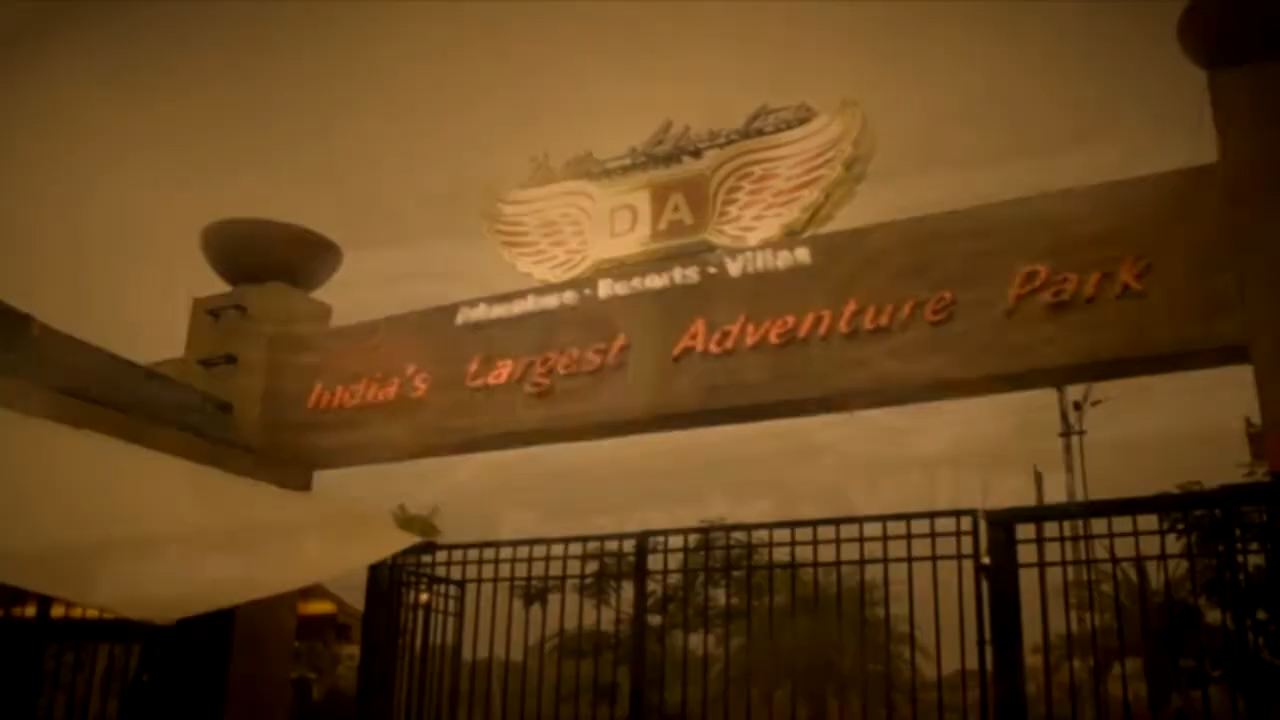 DA
Adventure · Resorts · Villas
India's Largest Adventure Park